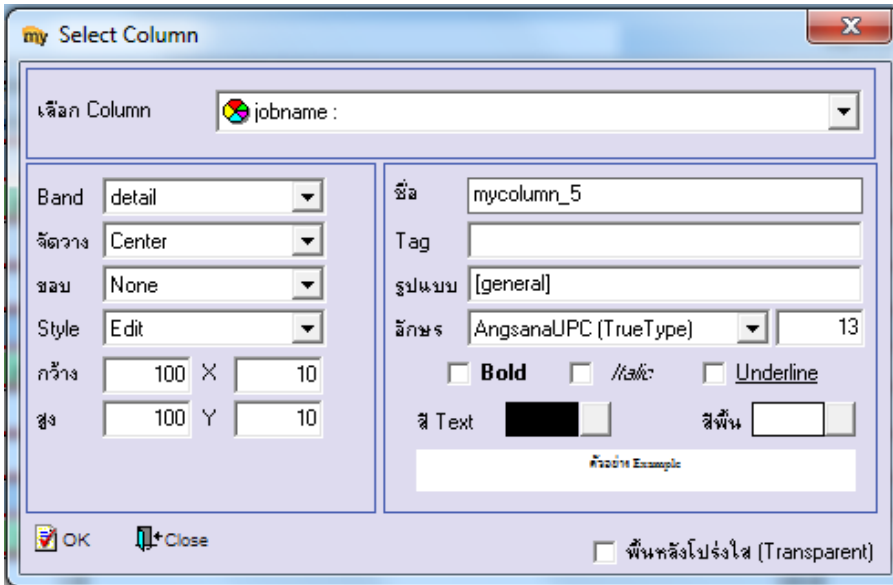 my Select Column
เลือก Column jobname :
Band detail
จัดวาง Center
ขอบ None
Style Edit
กว้าง 100 X 10
สูง 100 Y 10
ชื่อ mycolumn_5
Tag
รูปแบบ [general]
อักษร AngsanaUPC (TrueType) 13
Bold Italic Underline
สี Text สีพื้น
ตัวอย่าง Example
OK Close
พื้นหลังโปร่งใส (Transparent)